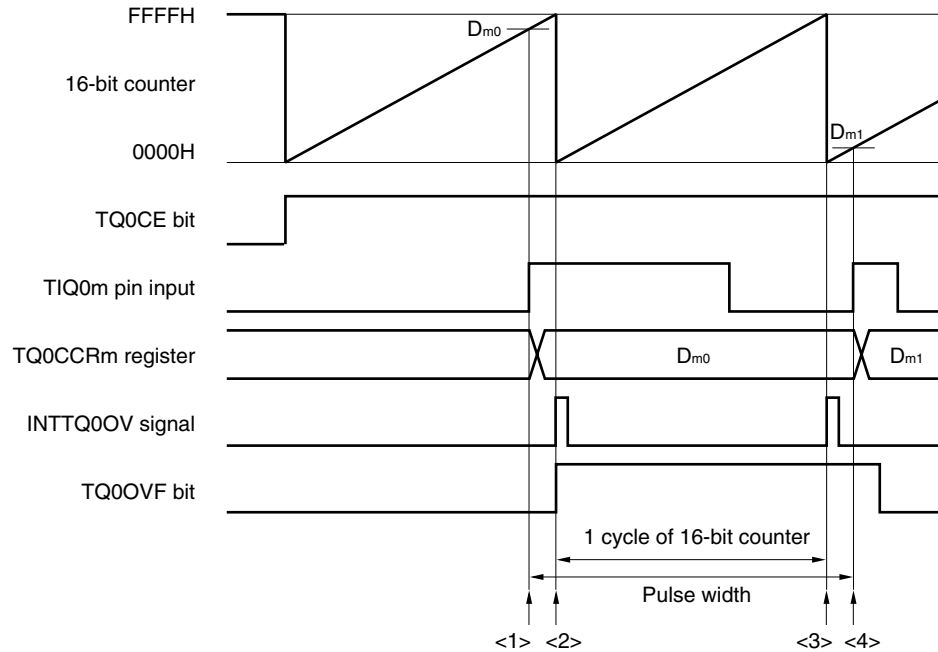 FFFFH
Dm0
16-bit counter
Dm1
0000H
TQ0CE bit
TIQ0m pin input
TQ0CCRm register
Dm0
Dm1
INTTQ0OV signal
TQ0OVF bit
1 cycle of 16-bit counter
Pulse width
<1> <2> <3> <4>